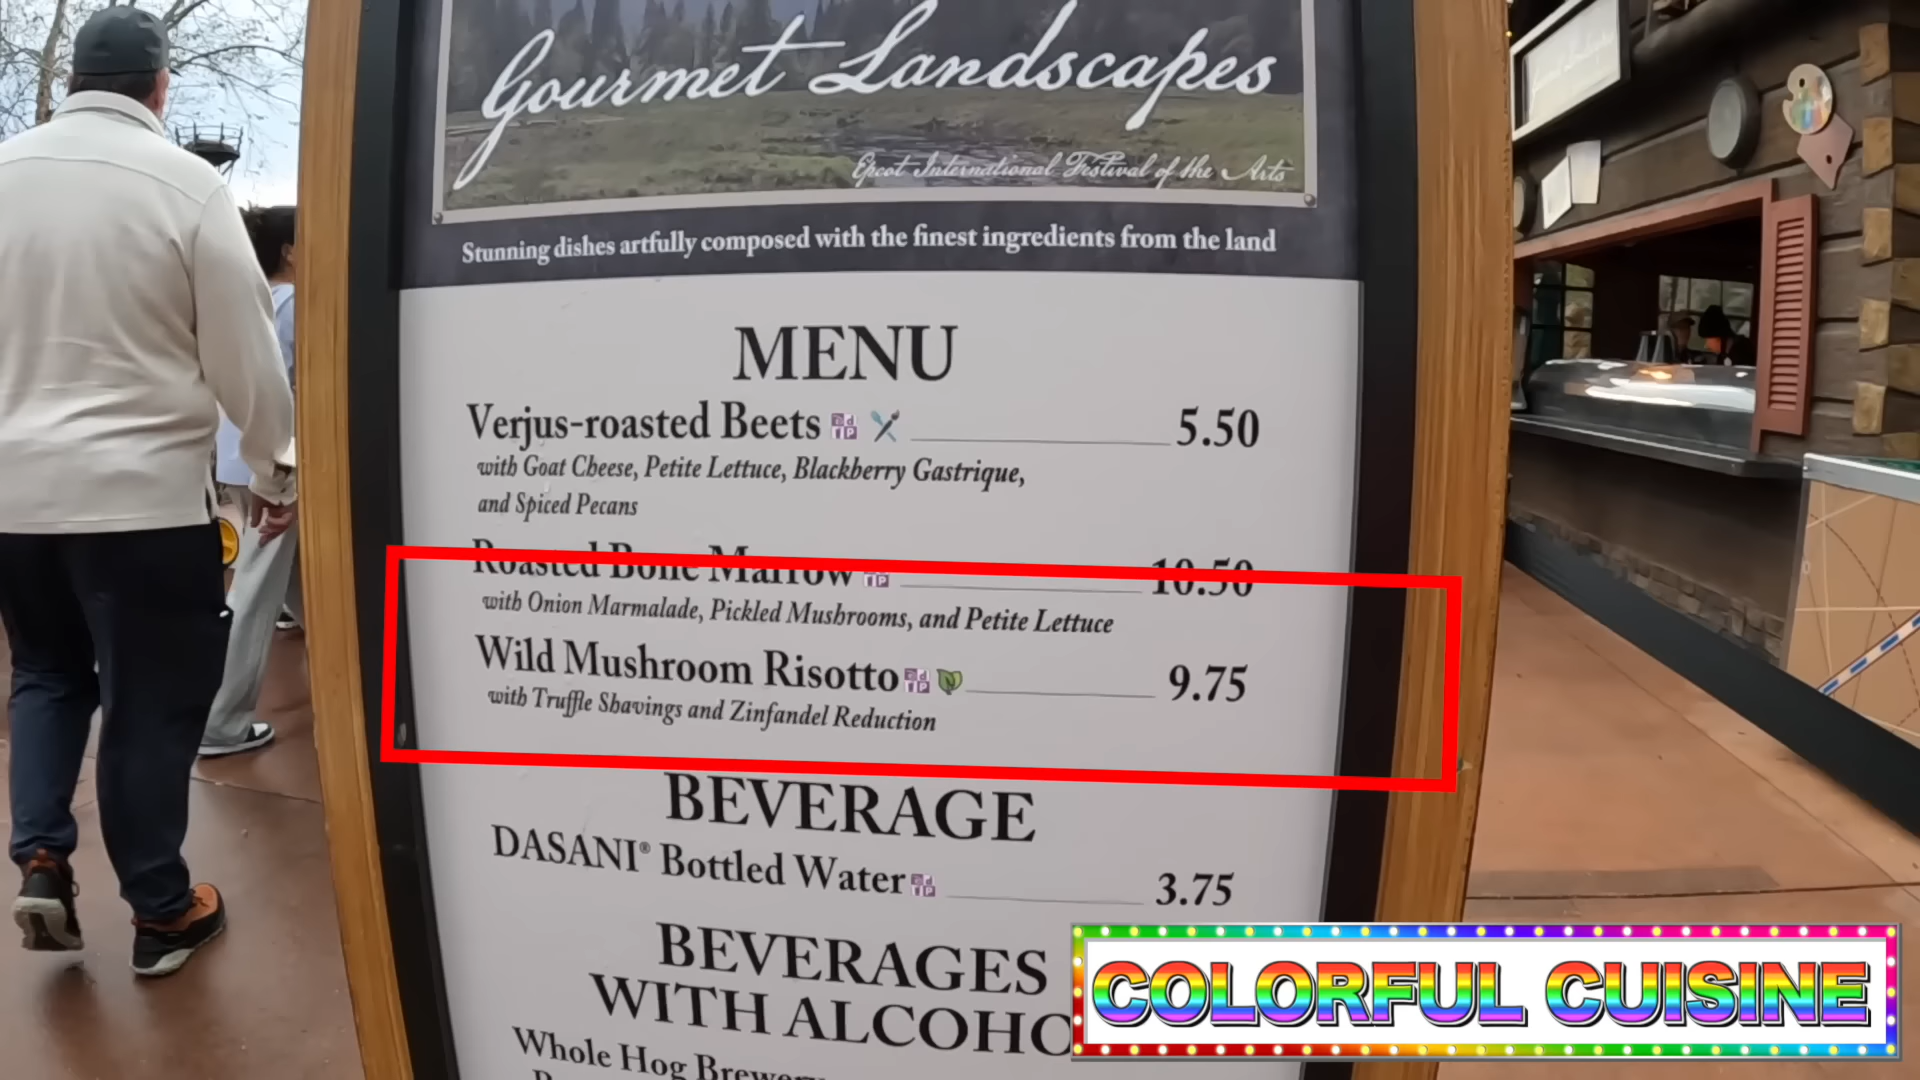 Gourmet Landscapes
Epcot International Festival of the Arts
Stunning dishes artfully composed with the finest ingredients from the land
MENU
Verjus-roasted Beets 5.50
with Goat Cheese, Petite Lettuce, Blackberry Gastrique,
and Spiced Pecans
Roasted Bone Marrow 10.50
with Onion Marmalade, Pickled Mushrooms, and Petite Lettuce
Wild Mushroom Risotto 9.75
with Truffle Shavings and Zinfandel Reduction
BEVERAGE
DASANI® Bottled Water 3.75
BEVERAGES
WITH ALCOHO
Whole Hog Brewery
COLORFUL CUISINE